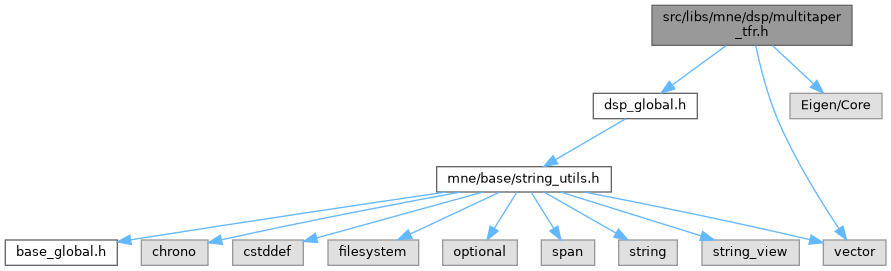 src/libs/mne/dsp/multitaper
_tfr.h
dsp_global.h
Eigen/Core
mne/base/string_utils.h
base_global.h
chrono
cstddef
filesystem
optional
span
string
string_view
vector